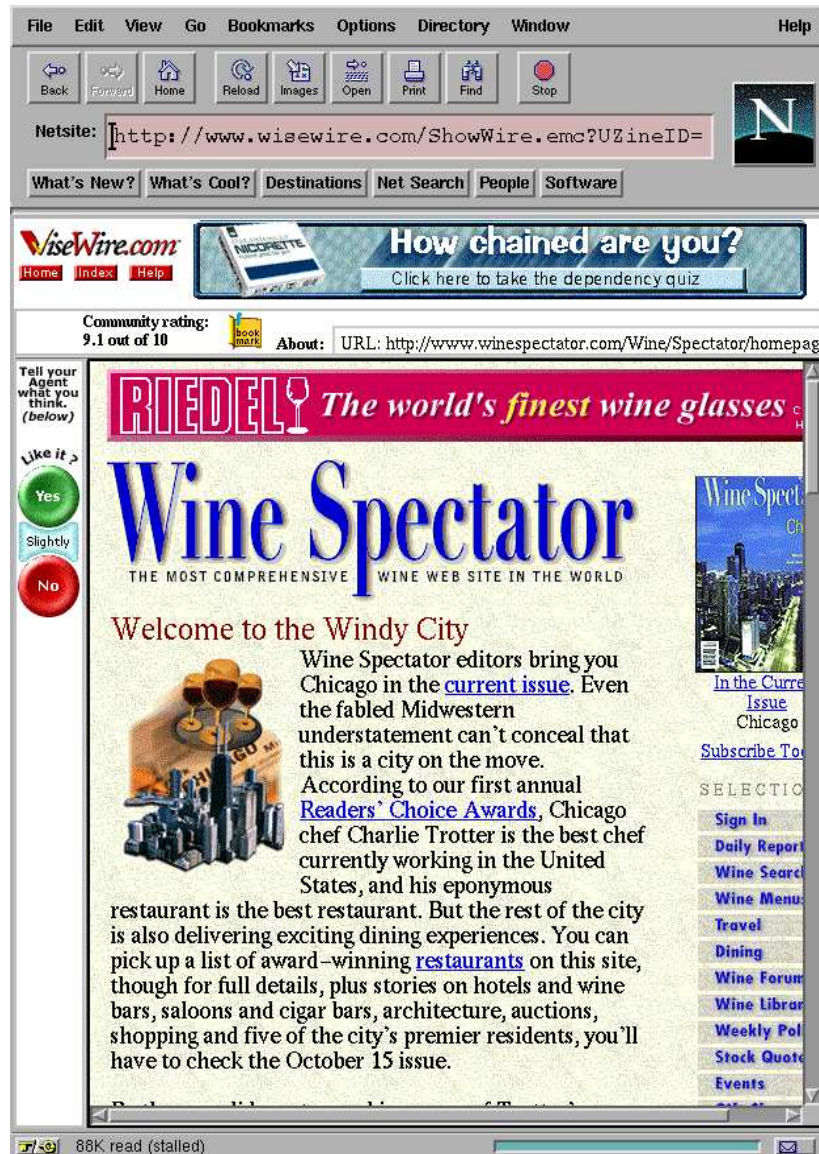 File Edit View Go Bookmarks Options Directory Window Help
Back Forward Home Reload Images Open Print Find Stop
Netsite: http://www.wisewire.com/ShowWire.emc?UZineID=
N
What's New? What's Cool? Destinations Net Search People Software
WiseWire.com
Home Index Help
NICORETTE
How chained are you?
Click here to take the dependency quiz
Community rating:
9.1 out of 10
book
mark
About: URL: http://www.winespectator.com/Wine/Spectator/homepag
Tell your
Agent
what you
think.
(below)
Like it?
Yes
Slightly
No
RIEDEL The world's finest wine glasses
Wine Spectator
THE MOST COMPREHENSIVE WINE WEB SITE IN THE WORLD
Welcome to the Windy City
CHICAGO
Wine Spectator editors bring you
Chicago in the current issue. Even
the fabled Midwestern
understatement can't conceal that
this is a city on the move.
According to our first annual
Readers' Choice Awards, Chicago
chef Charlie Trotter is the best chef
currently working in the United
States, and his eponymous
restaurant is the best restaurant. But the rest of the city
is also delivering exciting dining experiences. You can
pick up a list of award-winning restaurants on this site,
though for full details, plus stories on hotels and wine
bars, saloons and cigar bars, architecture, auctions,
shopping and five of the city's premier residents, you'll
have to check the October 15 issue.
Wine Spect
Ch
In the Curre
Issue
Chicago
Subscribe To
SELECTIO
Sign In
Daily Report
Wine Searc
Wine Menu
Travel
Dining
Wine Forum
Wine Librar
Weekly Pol
Stock Quote
Events
88K read (stalled)